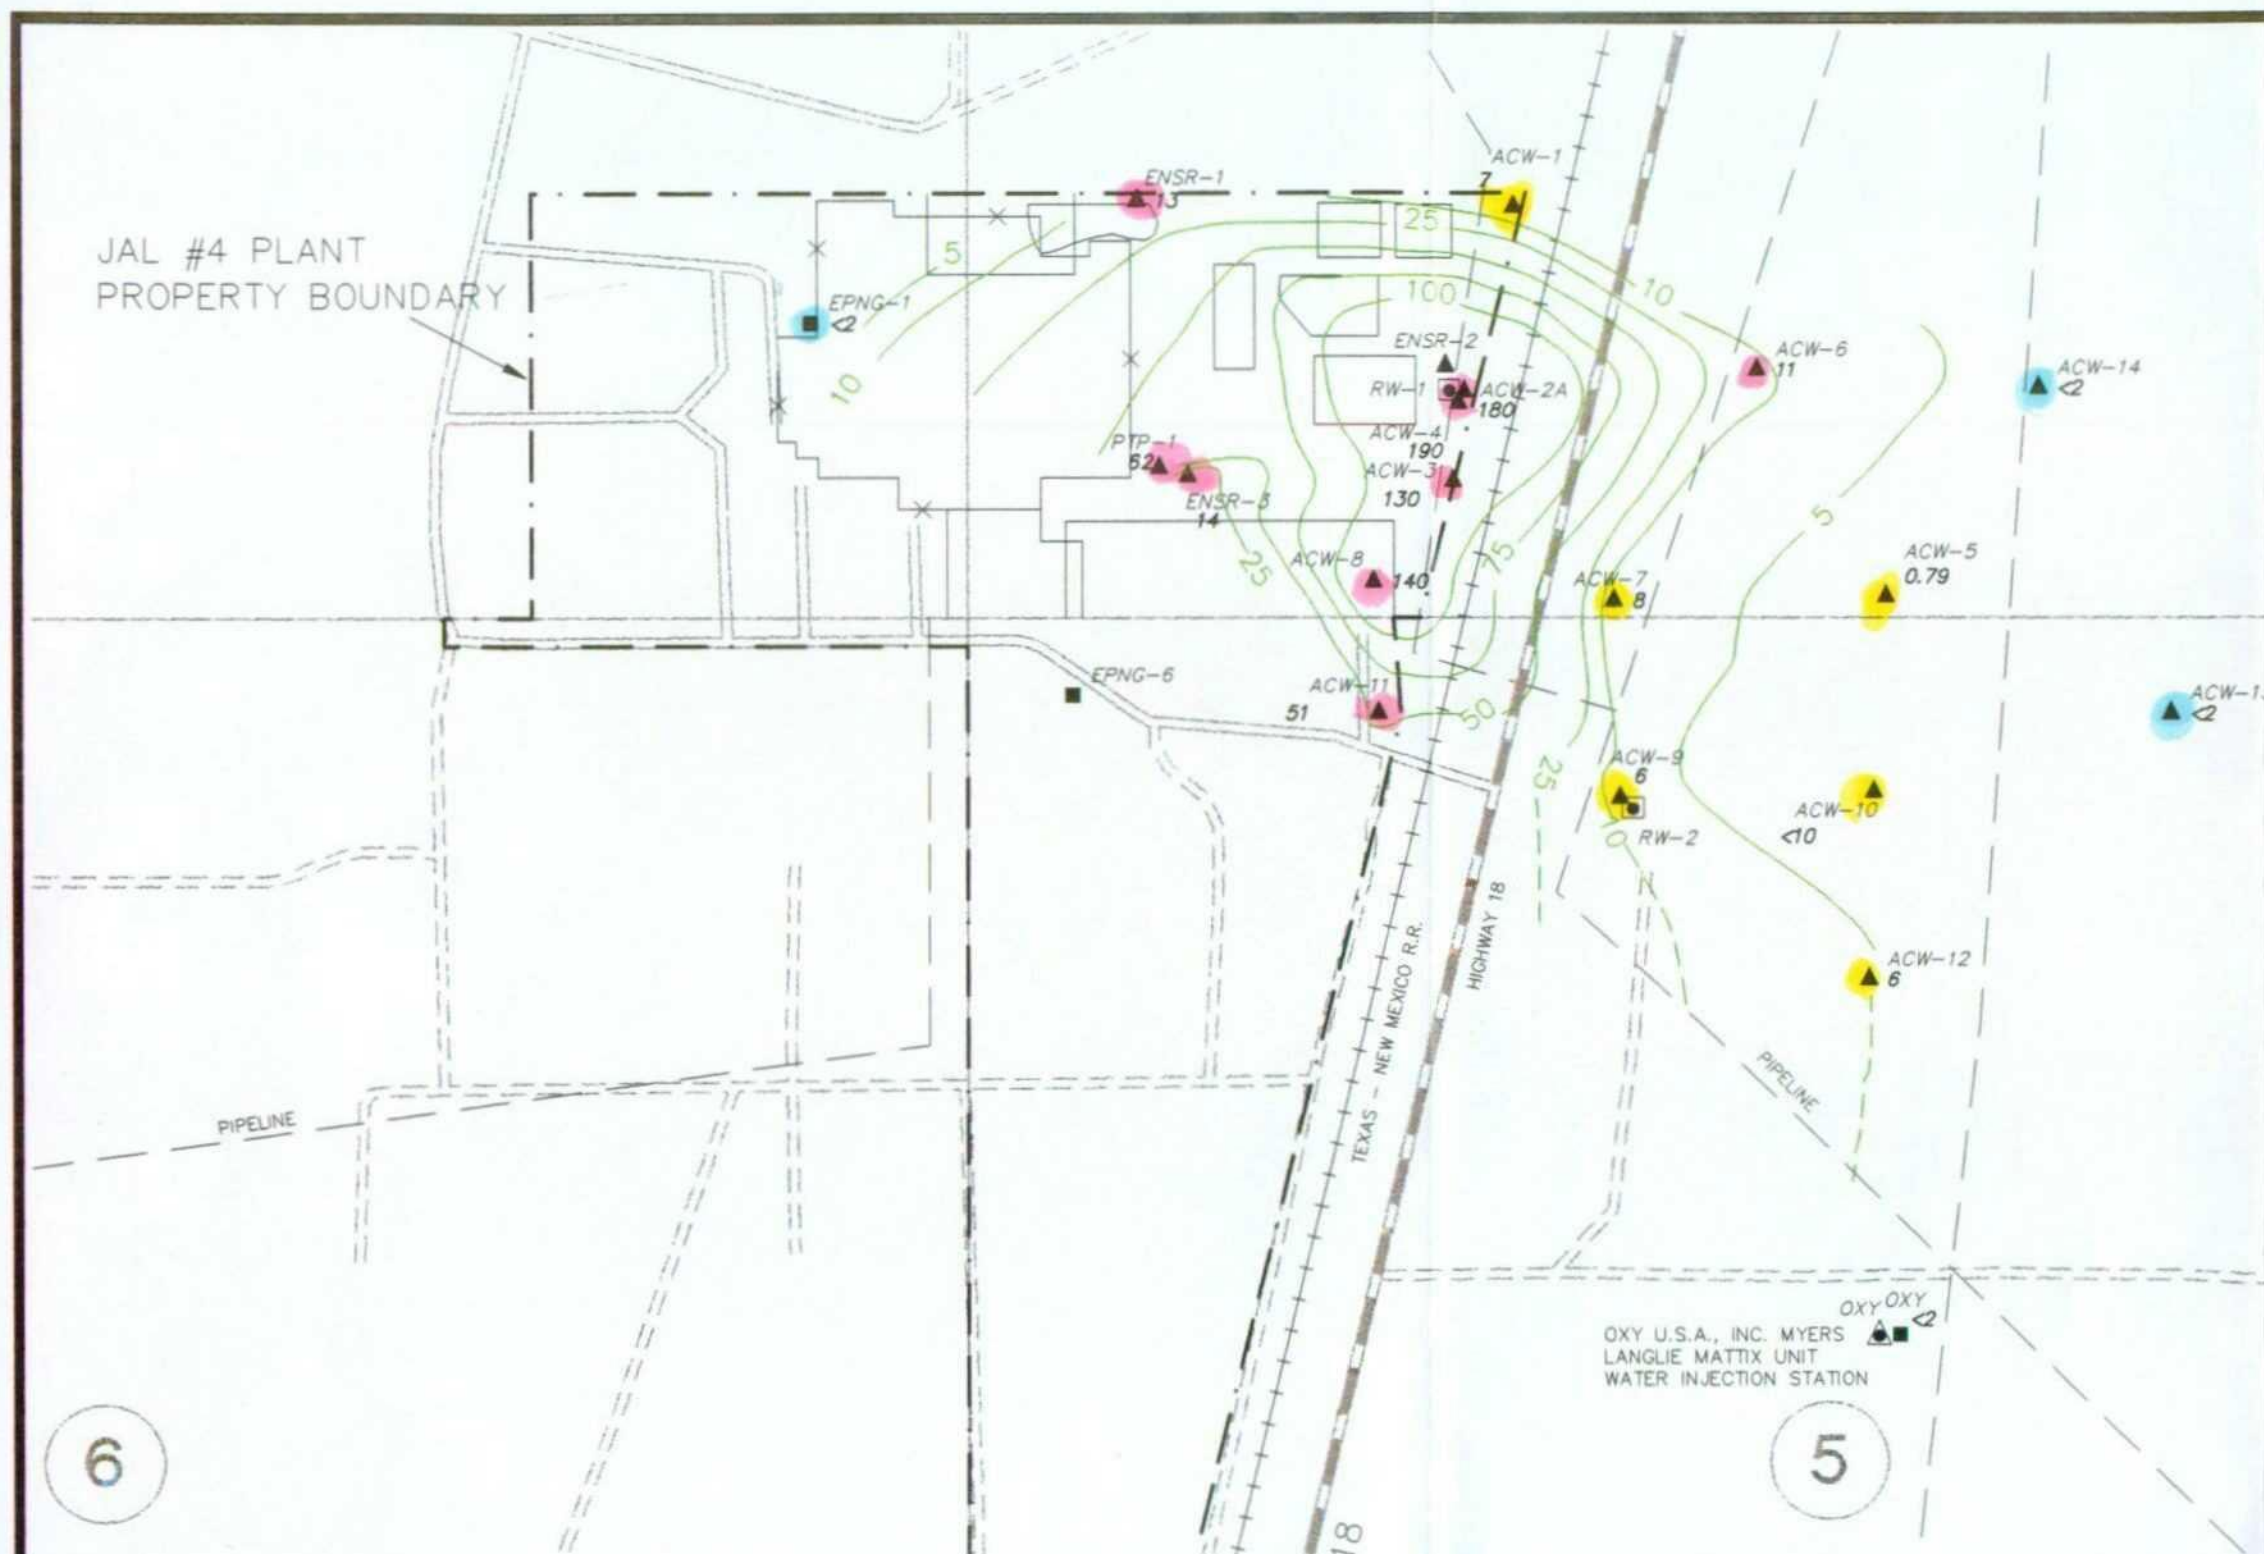 ACW-1
7
ENSR-1
13
25
JAL #4 PLANT
PROPERTY BOUNDARY
5
10
100
EPNG-1
<2
ENSR-2
ACW-6
11
ACW-14
<2
RW-1
ACW-2A
180
10
ACW-4
190
PTP-1
ACW-3
130
ENSR-3
14
5
75
ACW-5
0.79
ACW-8
140
25
ACW-7
8
EPNG-6
ACW-11
51
50
<2
ACW-9
6
25
ACW-10
<10
10
RW-2
HIGHWAY 18
TEXAS - NEW MEXICO R.R.
ACW-12
6
PIPELINE
PIPELINE
OXY OXY
<2
OXY U.S.A., INC. MYERS
LANGLIE MATTIX UNIT
WATER INJECTION STATION
6
5
18